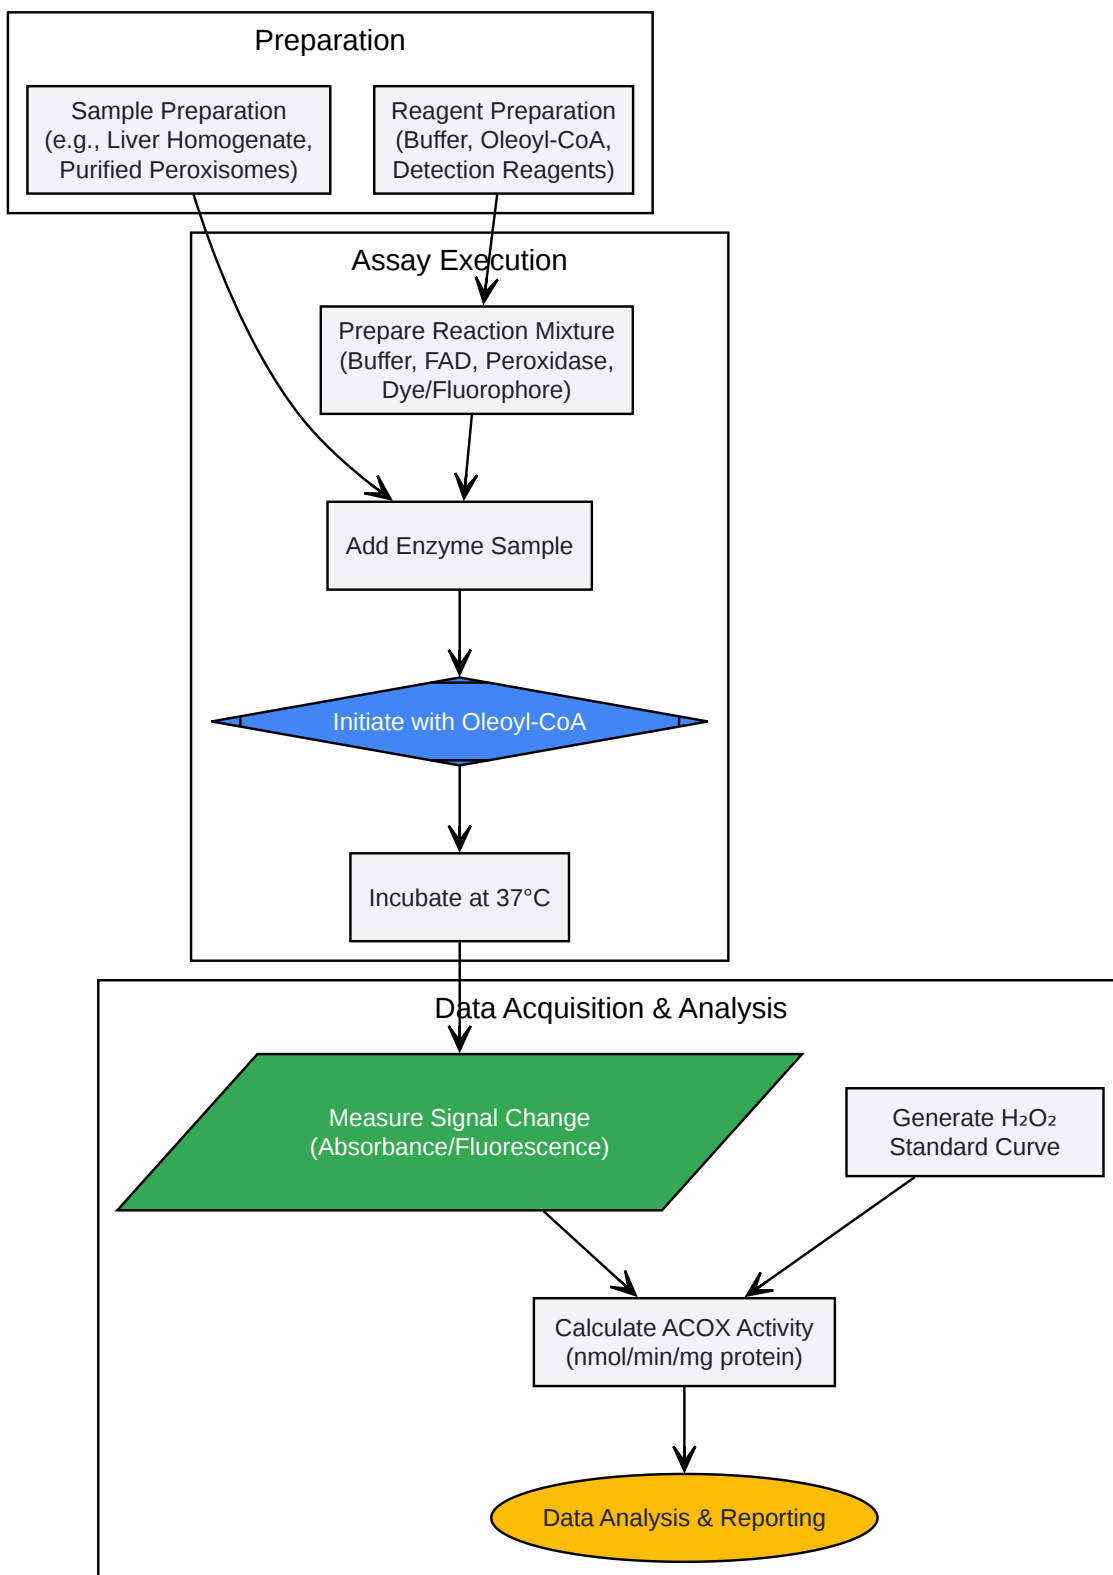 Preparation
Sample Preparation
(e.g., Liver Homogenate,
Purified Peroxisomes)
Reagent Preparation
(Buffer, Oleoyl-CoA,
Detection Reagents)
Assay Execution
Prepare Reaction Mixture
(Buffer, FAD, Peroxidase,
Dye/Fluorophore)
Add Enzyme Sample
Initiate with Oleoyl-CoA
Incubate at 37°C
Data Acquisition & Analysis
Measure Signal Change
(Absorbance/Fluorescence)
Generate H₂O₂
Standard Curve
Calculate ACOX Activity
(nmol/min/mg protein)
Data Analysis & Reporting